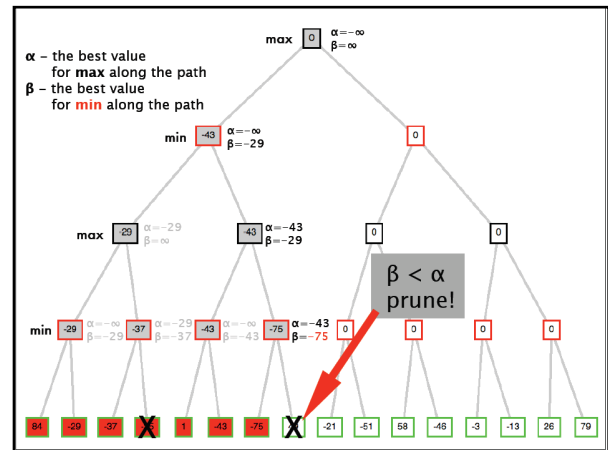 max
0
α=-∞
β=∞
α – the best value
for max along the path
β – the best value
for min along the path
min
-43
α=-∞
β=-29
0
max
-29
α=-29
β=∞
-43
α=-43
β=-29
0
0
β < α
prune!
min
-29
α=-∞
β=-29
-37
α=-29
β=-37
-43
α=-∞
β=-43
-75
α=-43
β=-75
0
0
0
0
84
-29
-37
X
1
-43
-75
X
-21
-51
58
-46
-3
-13
26
79